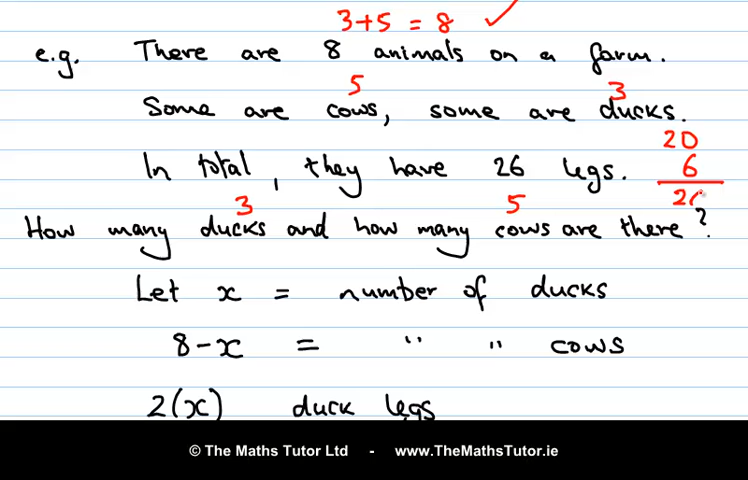 3+5 = 8 ✓
e.g. There are 8 animals on a farm.
5 3
Some are cows, some are ducks.
20
In total, they have 26 legs. 6
3 5
How many ducks and how many cows are there?
Let x = number of ducks
8-x = " " cows
2(x) duck legs
© The Maths Tutor Ltd - www.TheMathsTutor.ie